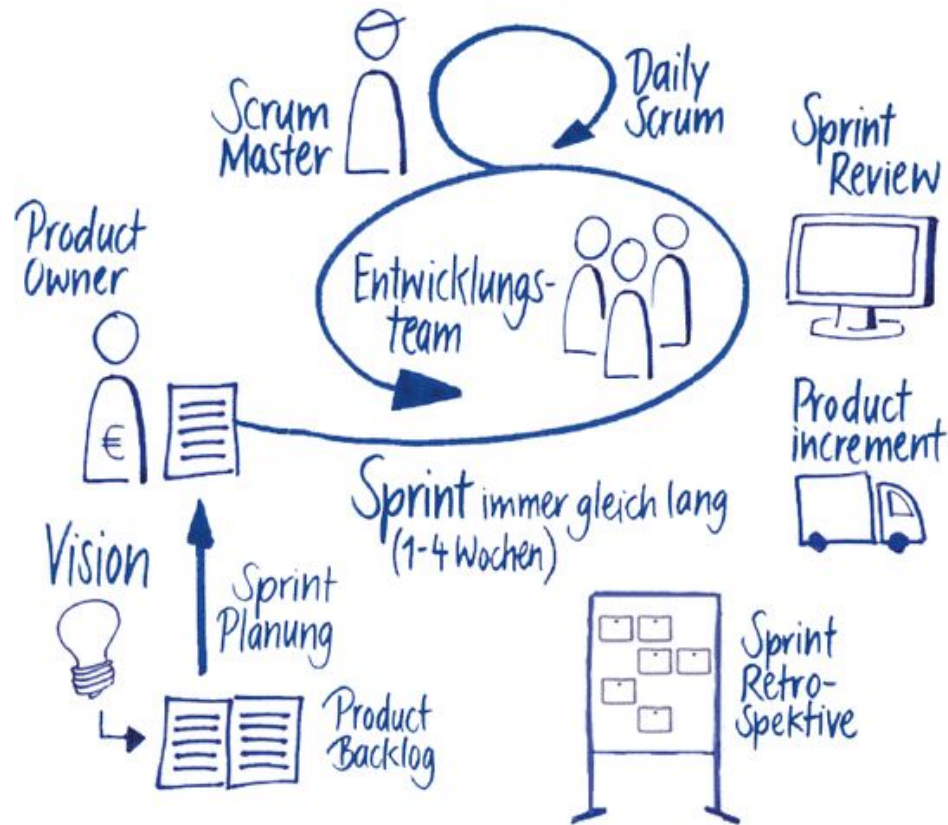 Scrum
Master
Daily
Scrum
Sprint
Review
Product
Owner
Entwicklungs-
team
€
Product
increment
Sprint immer gleich lang
(1-4 Wochen)
Vision
Sprint
Planung
Product
Backlog
Sprint
Retro-
spektive